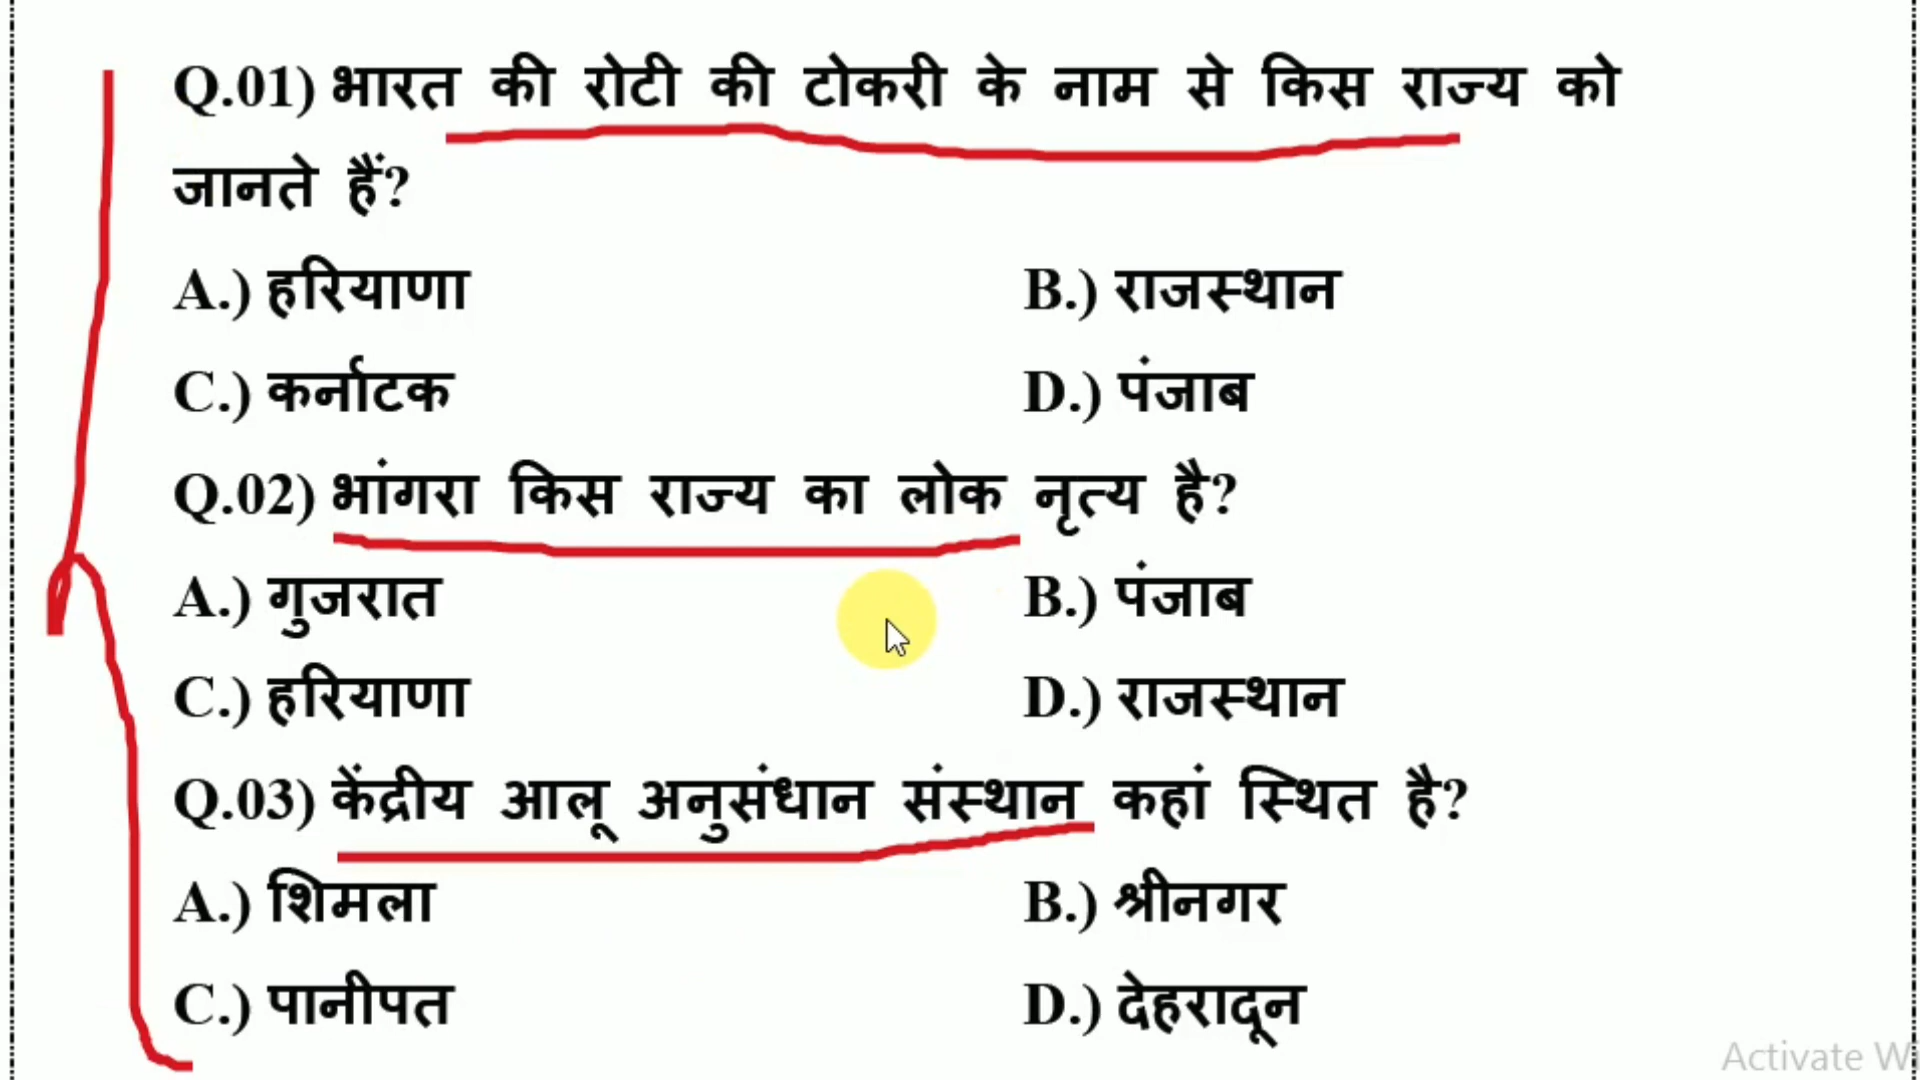 Q.01) भारत की रोटी की टोकरी के नाम से किस राज्य को
जानते हैं?
A.) हरियाणा B.) राजस्थान
C.) कर्नाटक D.) पंजाब
Q.02) भांगरा किस राज्य का लोक नृत्य है?
A.) गुजरात B.) पंजाब
C.) हरियाणा D.) राजस्थान
Q.03) केंद्रीय आलू अनुसंधान संस्थान कहां स्थित है?
A.) शिमला B.) श्रीनगर
C.) पानीपत D.) देहरादून
Activate Wi